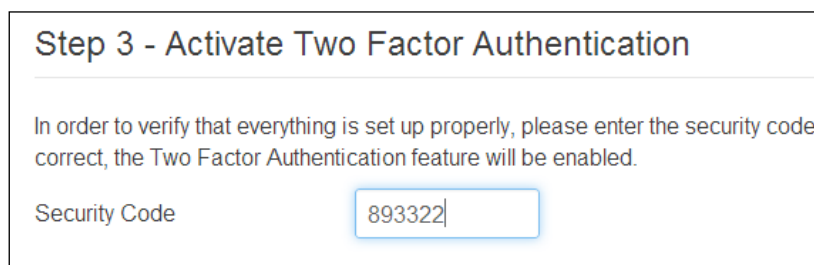 Step 3 - Activate Two Factor Authentication
In order to verify that everything is set up properly, please enter the security code
correct, the Two Factor Authentication feature will be enabled.
Security Code
893322